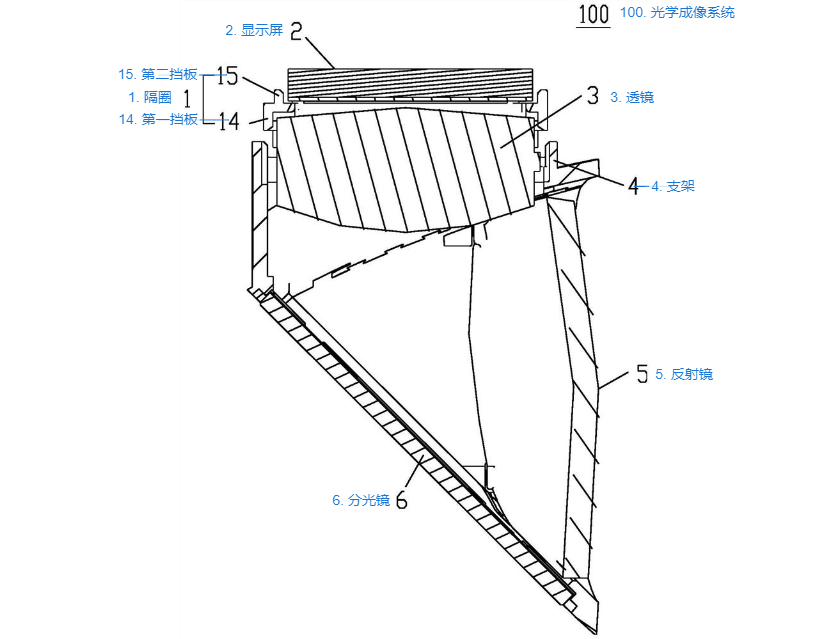 100 100. 光学成像系统
2. 显示屏 2
15. 第二挡板 15
1. 隔圈 1
14. 第一挡板 14
3 3. 透镜
4 4. 支架
5 5. 反射镜
6. 分光镜 6